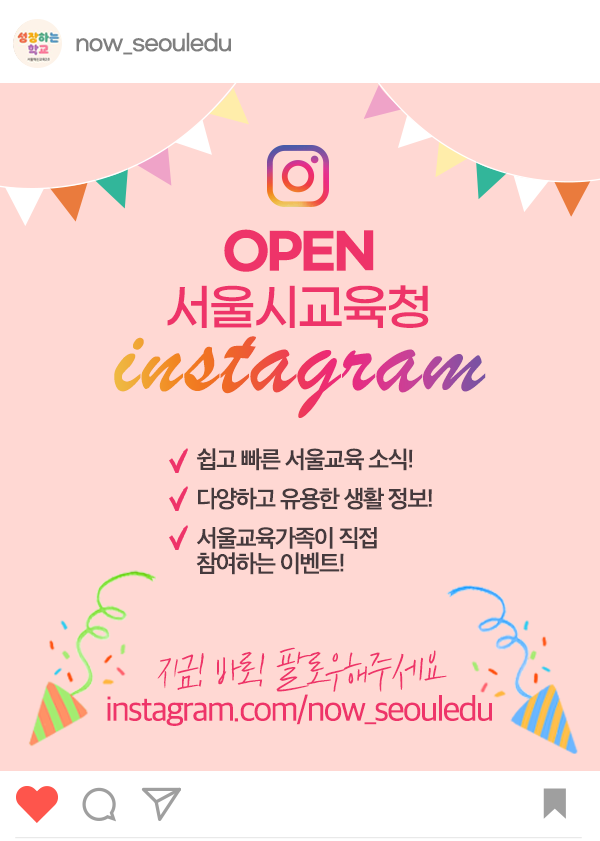 성장하는
학교
now_seouledu
OPEN
서울시교육청
instagram
쉽고 빠른 서울교육 소식!
다양하고 유용한 생활 정보!
서울교육가족이 직접
참여하는 이벤트!
지금! 바로! 팔로우해주세요
instagram.com/now_seouledu